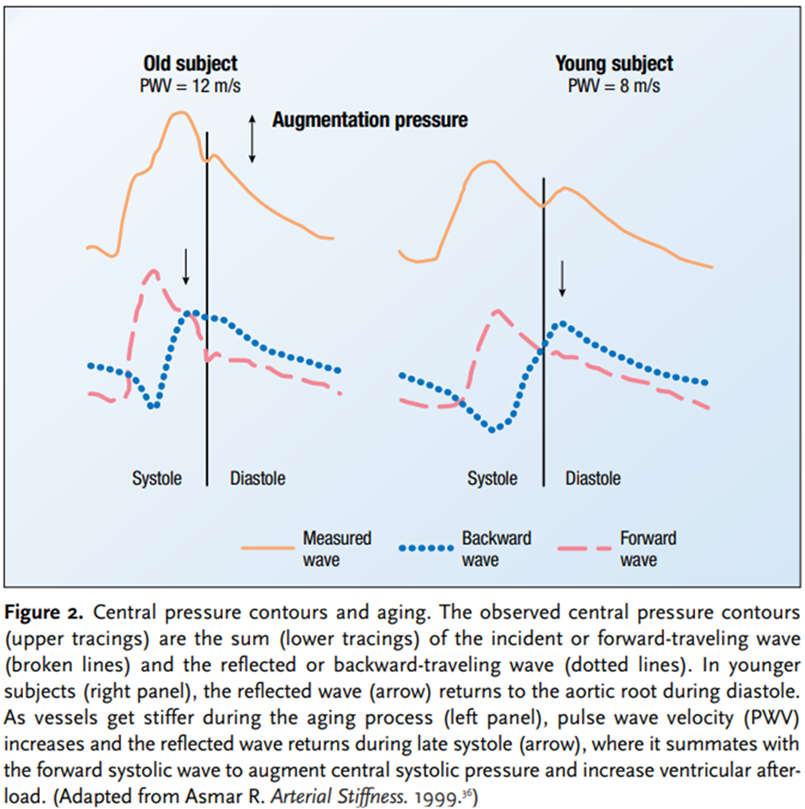 Old subject
PWV = 12 m/s
Young subject
PWV = 8 m/s
Augmentation pressure
Systole
Diastole
Systole
Diastole
Measured
wave
Backward
wave
Forward
wave
Figure 2. Central pressure contours and aging. The observed central pressure contours
(upper tracings) are the sum (lower tracings) of the incident or forward-traveling wave
(broken lines) and the reflected or backward-traveling wave (dotted lines). In younger
subjects (right panel), the reflected wave (arrow) returns to the aortic root during diastole.
As vessels get stiffer during the aging process (left panel), pulse wave velocity (PWV)
increases and the reflected wave returns during late systole (arrow), where it summates with
the forward systolic wave to augment central systolic pressure and increase ventricular after-
load. (Adapted from Asmar R. Arterial Stiffness. 1999.³⁶)